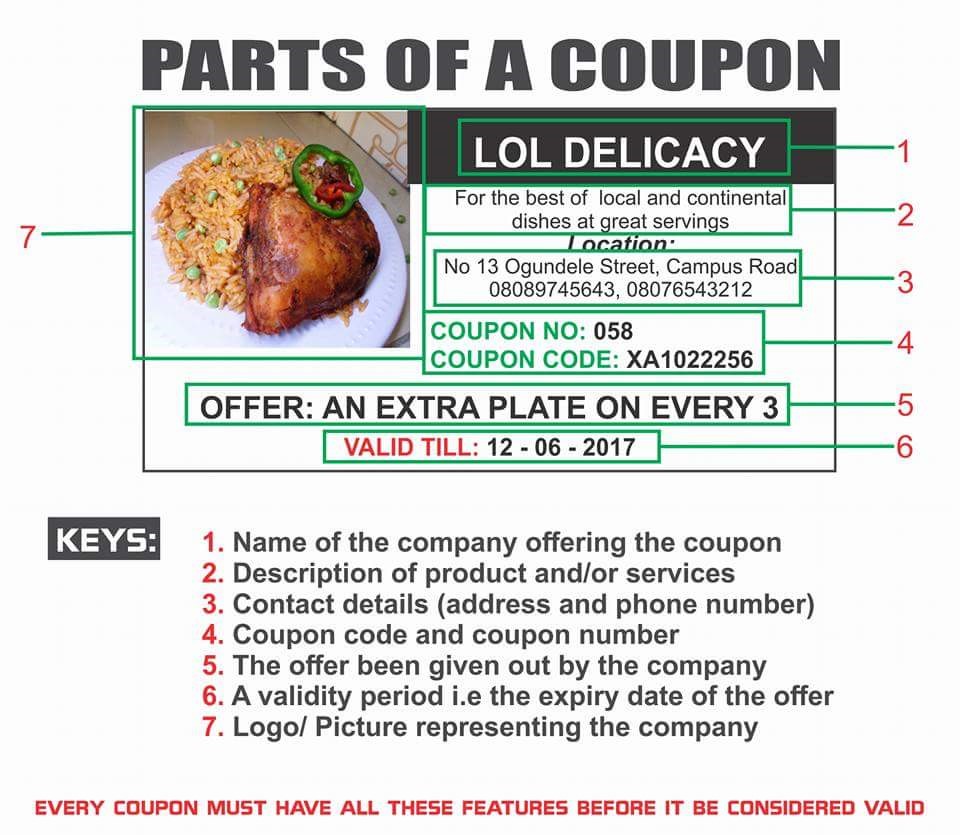 PARTS OF A COUPON
LOL DELICACY
1
For the best of local and continental
dishes at great servings
2
7
Location:
No 13 Ogundele Street, Campus Road
08089745643, 08076543212
3
COUPON NO: 058
COUPON CODE: XA1022256
4
OFFER: AN EXTRA PLATE ON EVERY 3
5
VALID TILL: 12 - 06 - 2017
6
KEYS:
1. Name of the company offering the coupon
2. Description of product and/or services
3. Contact details (address and phone number)
4. Coupon code and coupon number
5. The offer been given out by the company
6. A validity period i.e the expiry date of the offer
7. Logo/ Picture representing the company
EVERY COUPON MUST HAVE ALL THESE FEATURES BEFORE IT BE CONSIDERED VALID